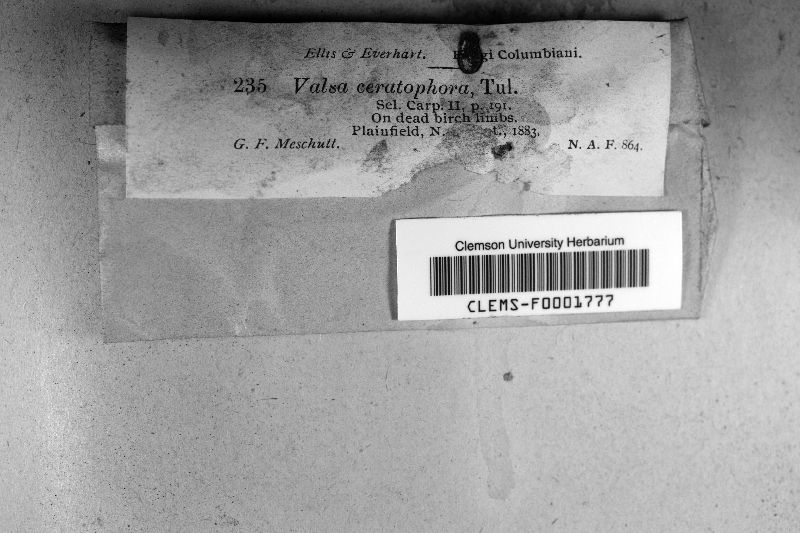 Ellis & Everhart. Fungi Columbiani.
235 Valsa ceratophora, Tul.
Sel. Carp. II, p. 191.
On dead birch limbs.
Plainfield, N. 1883.
G. F. Meschutt. N. A. F. 864.
Clemson University Herbarium
CLEMS-F0001777